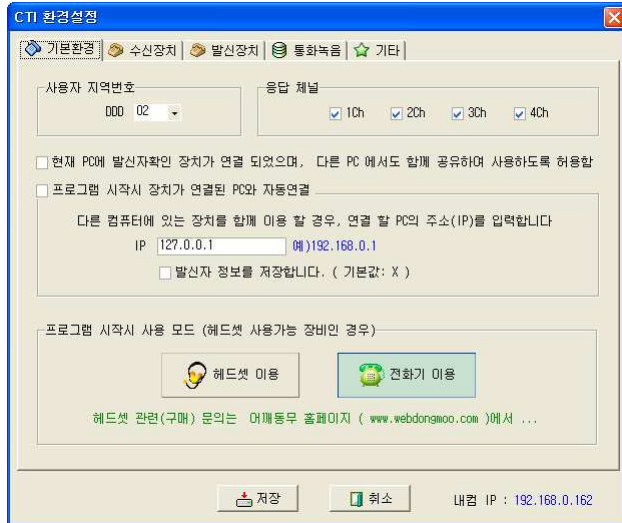 CTI 환경설정
기본환경 수신장치 발신장치 통화녹음 기타
사용자 지역번호 응답 채널
DDD 02 1Ch 2Ch 3Ch 4Ch
현재 PC에 발신자확인 장치가 연결 되었으며, 다른 PC 에서도 함께 공유하여 사용하도록 허용함
프로그램 시작시 장치가 연결된 PC와 자동연결
다른 컴퓨터에 있는 장치를 함께 이용 할 경우, 연결 할 PC의 주소(IP)를 입력합니다
IP 127.0.0.1 예)192.168.0.1
발신자 정보를 저장합니다. ( 기본값: X )
프로그램 시작시 사용 모드 (헤드셋 사용가능 장비인 경우)
헤드셋 이용 전화기 이용
헤드셋 관련(구매) 문의는 어깨동무 홈페이지 ( www.webdongmoo.com )에서 ...
저장 취소 내컴 IP : 192.168.0.162